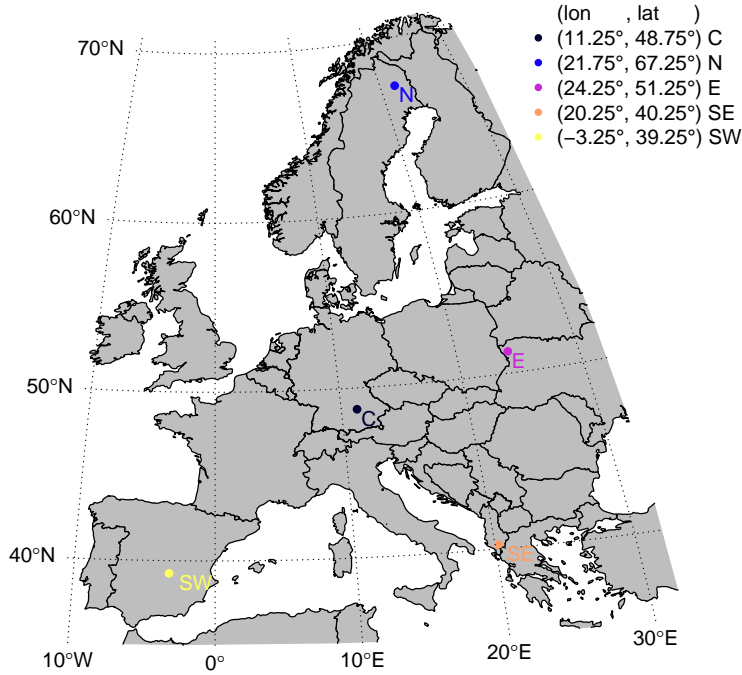 (lon , lat )
(11.25°, 48.75°) C
(21.75°, 67.25°) N
(24.25°, 51.25°) E
(20.25°, 40.25°) SE
(−3.25°, 39.25°) SW
70°N
N
60°N
E
50°N
C
40°N
SE
SW
10°W
0°
10°E
20°E
30°E